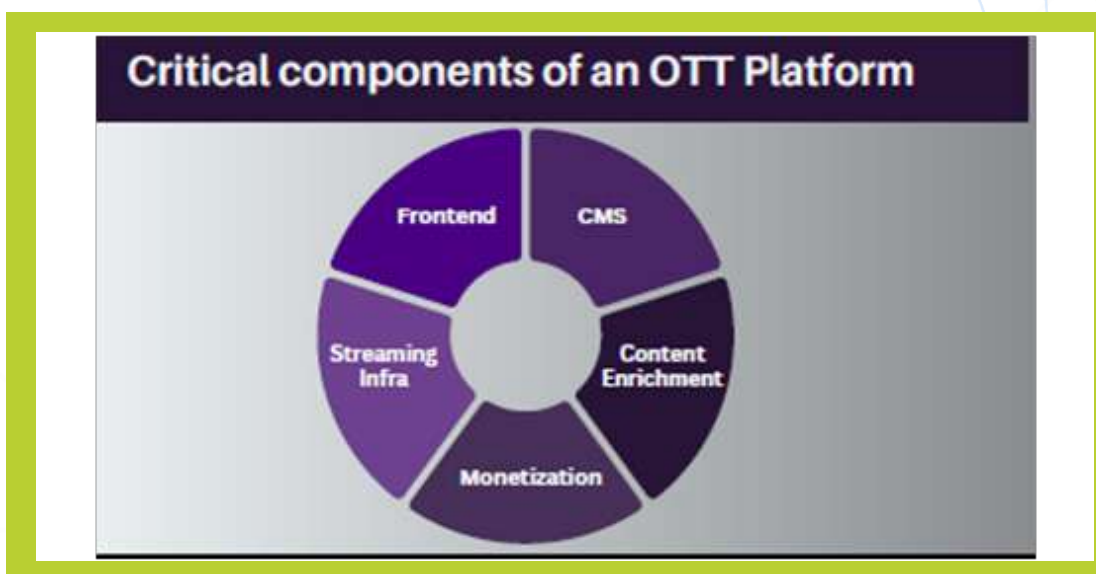 Critical components of an OTT Platform
Frontend
CMS
Streaming
Infra
Content
Enrichment
Monetization